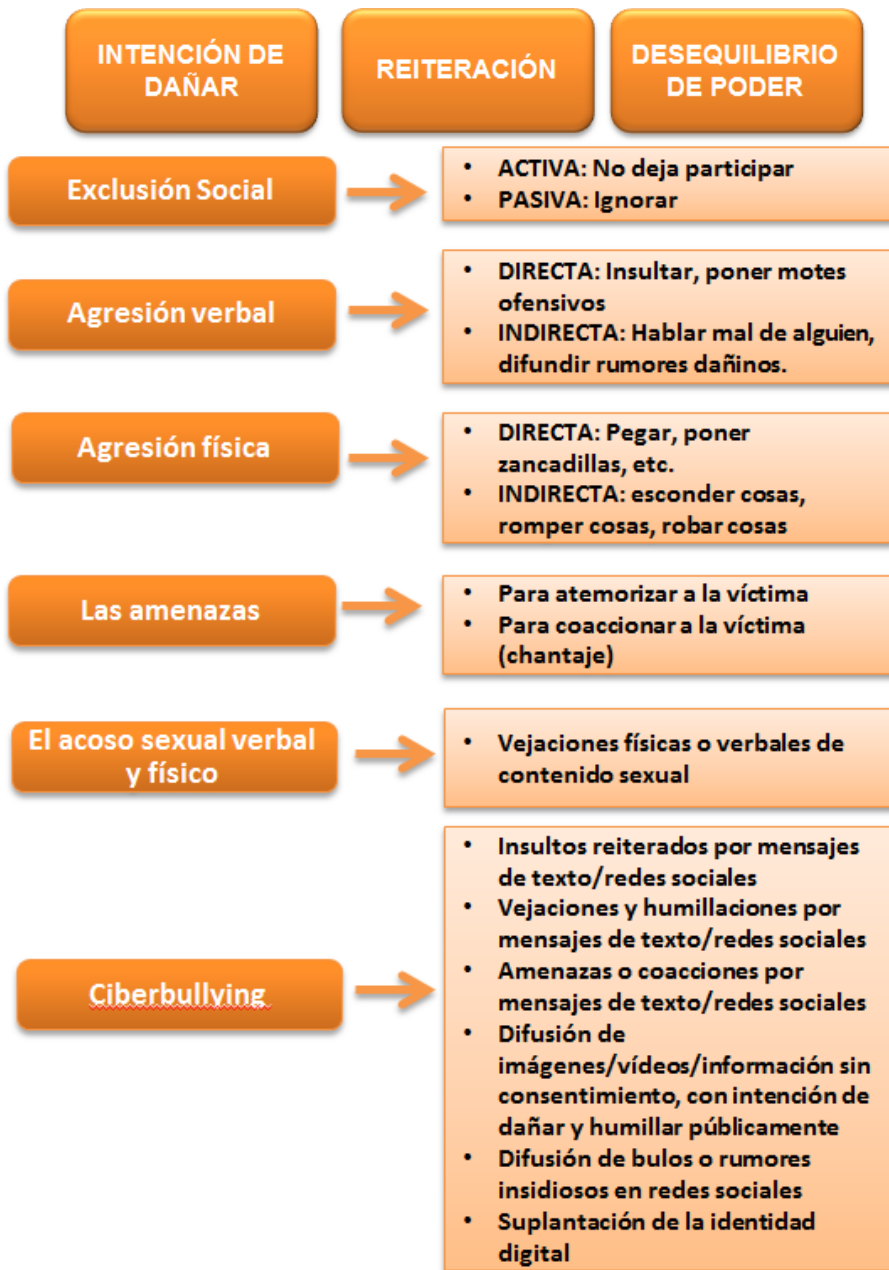 INTENCIÓN DE
DAÑAR
REITERACIÓN
DESEQUILIBRIO
DE PODER
Exclusión Social
• ACTIVA: No deja participar
• PASIVA: Ignorar
Agresión verbal
• DIRECTA: Insultar, poner motes
ofensivos
• INDIRECTA: Hablar mal de alguien,
difundir rumores dañinos.
Agresión física
• DIRECTA: Pegar, poner
zancadillas, etc.
• INDIRECTA: esconder cosas,
romper cosas, robar cosas
Las amenazas
• Para atemorizar a la víctima
• Para coaccionar a la víctima
(chantaje)
El acoso sexual verbal
y físico
• Vejaciones físicas o verbales de
contenido sexual
Ciberbullying
• Insultos reiterados por mensajes
de texto/redes sociales
• Vejaciones y humillaciones por
mensajes de texto/redes sociales
• Amenazas o coacciones por
mensajes de texto/redes sociales
• Difusión de
imágenes/vídeos/información sin
consentimiento, con intención de
dañar y humillar públicamente
• Difusión de bulos o rumores
insidiosos en redes sociales
• Suplantación de la identidad
digital